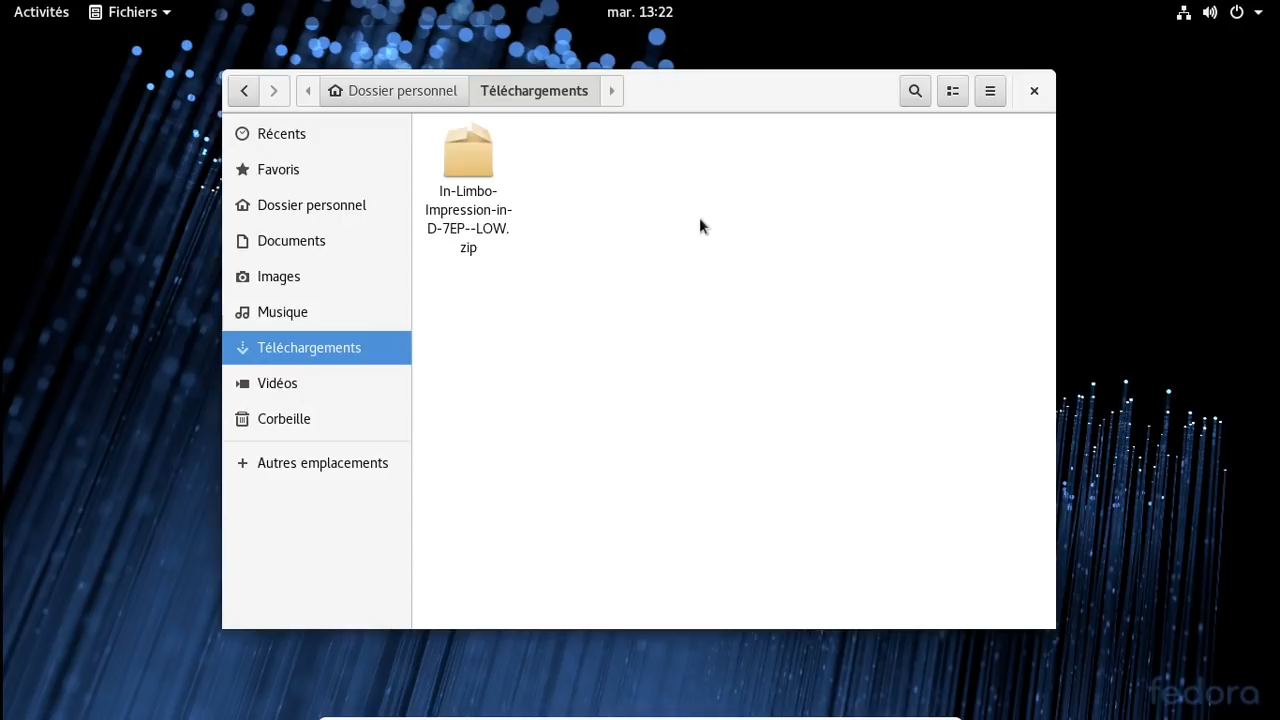 Activités Fichiers mar. 13:22
Dossier personnel Téléchargements
Récents
Favoris
Dossier personnel
Documents
Images
Musique
Téléchargements
Vidéos
Corbeille
Autres emplacements
In-Limbo-
Impression-in-
D-7EP--LOW.
zip
fedora